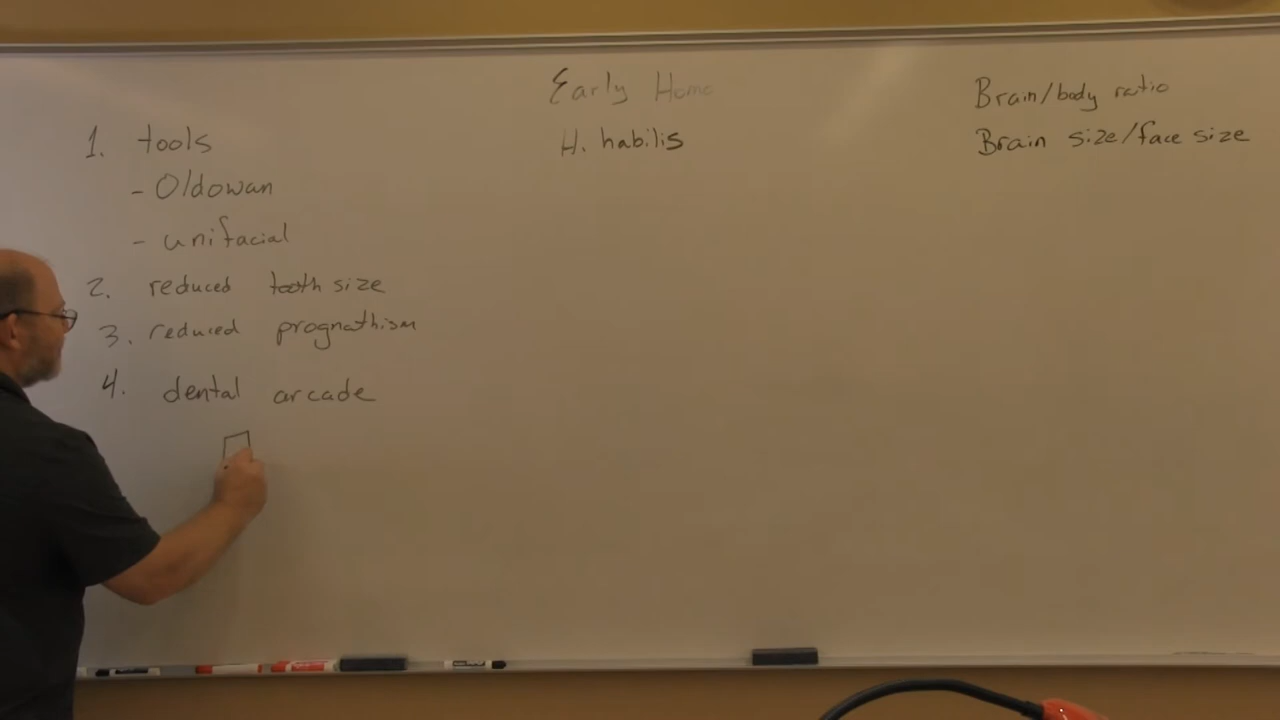 Early Homo
H. habilis
1. tools
- Oldowan
- unifacial
2. reduced tooth size
3. reduced prognathism
4. dental arcade
Brain/body ratio
Brain size/face size